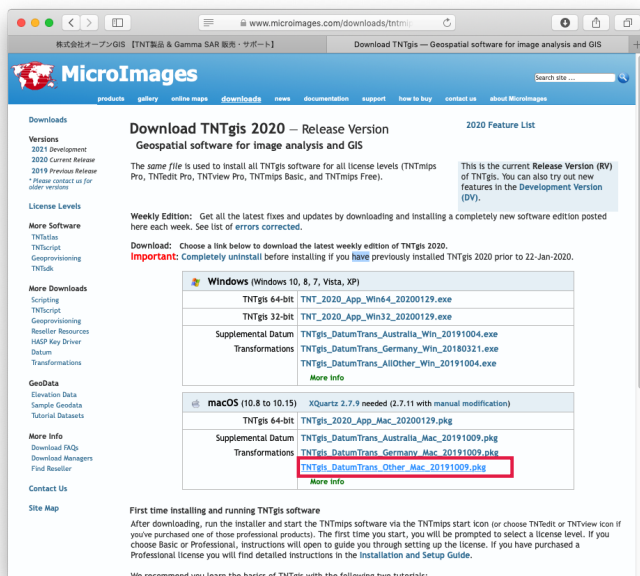 www.microimages.com/downloads/tntmip
株式会社オープンGIS 【TNT製品 & Gamma SAR 販売・サポート】
Download TNTgis — Geospatial software for image analysis and GIS
MicroImages
Search site ...
products gallery online maps downloads news documentation support how to buy contact us about MicroImages
Downloads
Versions
2021 Development
2020 Current Release
2019 Previous Release
* Please contact us for
older versions
License Levels
More Software
TNTatlas
TNTscript
Geoprovisioning
TNTsdk
More Downloads
Scripting
TNTscript
Geoprovisioning
Reseller Resources
HASP Key Driver
Datum
Transformations
GeoData
Elevation Data
Sample Geodata
Tutorial Datasets
More Info
Download FAQs
Download Managers
Find Reseller
Contact Us
Site Map
Download TNTgis 2020 — Release Version
Geospatial software for image analysis and GIS
2020 Feature List
The same file is used to install all TNTgis software for all license levels (TNTmips
Pro, TNTedit Pro, TNTview Pro, TNTmips Basic, and TNTmips Free).
This is the current Release Version (RV)
of TNTgis. You can also try out new
features in the Development Version
(DV).
Weekly Edition: Get all the latest fixes and updates by downloading and installing a completely new software edition posted
here each week. See list of errors corrected.
Download: Choose a link below to download the latest weekly edition of TNTgis 2020.
Important: Completely uninstall before installing if you have previously installed TNTgis 2020 prior to 22-Jan-2020.
Windows (Windows 10, 8, 7, Vista, XP)
TNTgis 64-bit TNT_2020_App_Win64_20200129.exe
TNTgis 32-bit TNT_2020_App_Win32_20200129.exe
Supplemental Datum TNTgis_DatumTrans_Australia_Win_20191004.exe
Transformations TNTgis_DatumTrans_Germany_Win_20180321.exe
TNTgis_DatumTrans_AllOther_Win_20191004.exe
More info
macOS (10.8 to 10.15) XQuartz 2.7.9 needed (2.7.11 with manual modification)
TNTgis 64-bit TNTgis_2020_App_Mac_20200129.pkg
Supplemental Datum TNTgis_DatumTrans_Australia_Mac_20191009.pkg
Transformations TNTgis_DatumTrans_Germany_Mac_20191009.pkg
TNTgis_DatumTrans_Other_Mac_20191009.pkg
More info
First time installing and running TNTgis software
After downloading, run the installer and start the TNTmips software via the TNTmips start icon (or choose TNTedit or TNTview icon if
you've purchased one of those professional products). The first time you start, you will be prompted to select a license level. If you
choose Basic or Professional, instructions will open to guide you through setting up the license. If you have purchased a
Professional license you will find detailed instructions in the Installation and Setup Guide.
We recommend you learn the basics of TNTgis with the following two tutorials: